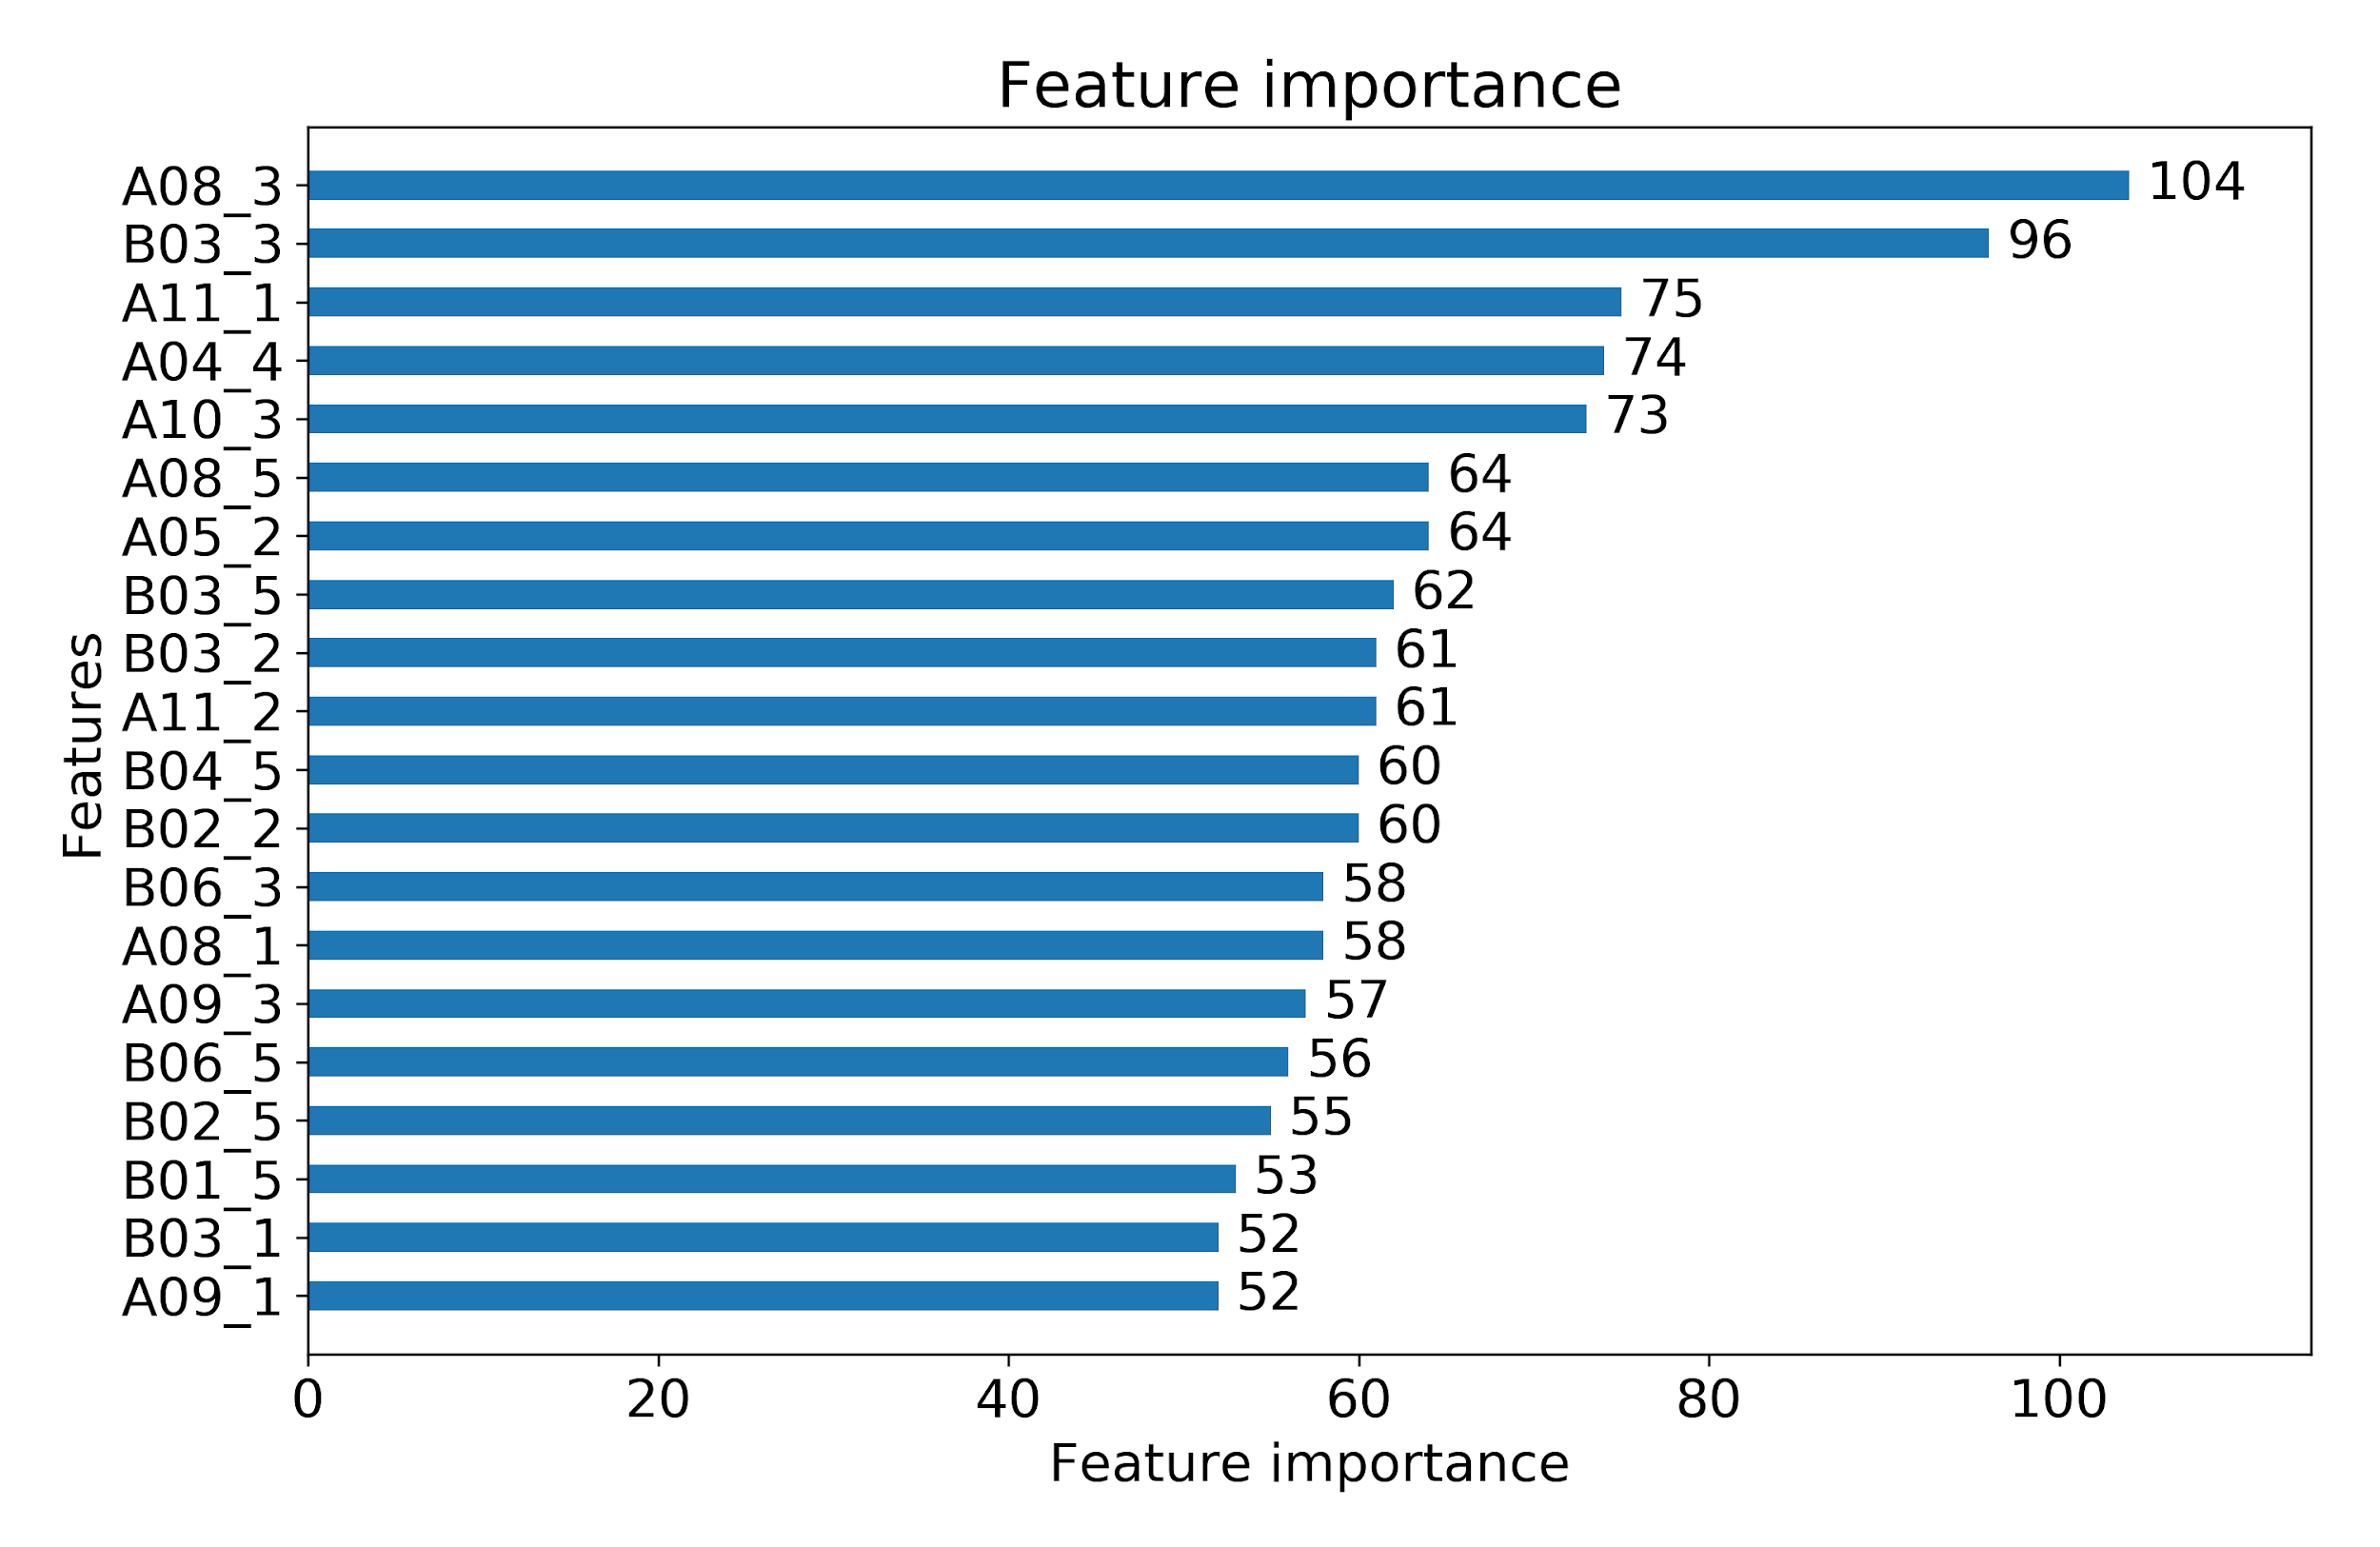 Feature importance
A08_3 104
B03_3 96
A11_1 75
A04_4 74
A10_3 73
A08_5 64
A05_2 64
B03_5 62
B03_2 61
A11_2 61
B04_5 60
B02_2 60
B06_3 58
A08_1 58
A09_3 57
B06_5 56
B02_5 55
B01_5 53
B03_1 52
A09_1 52
Features
0 20 40 60 80 100
Feature importance